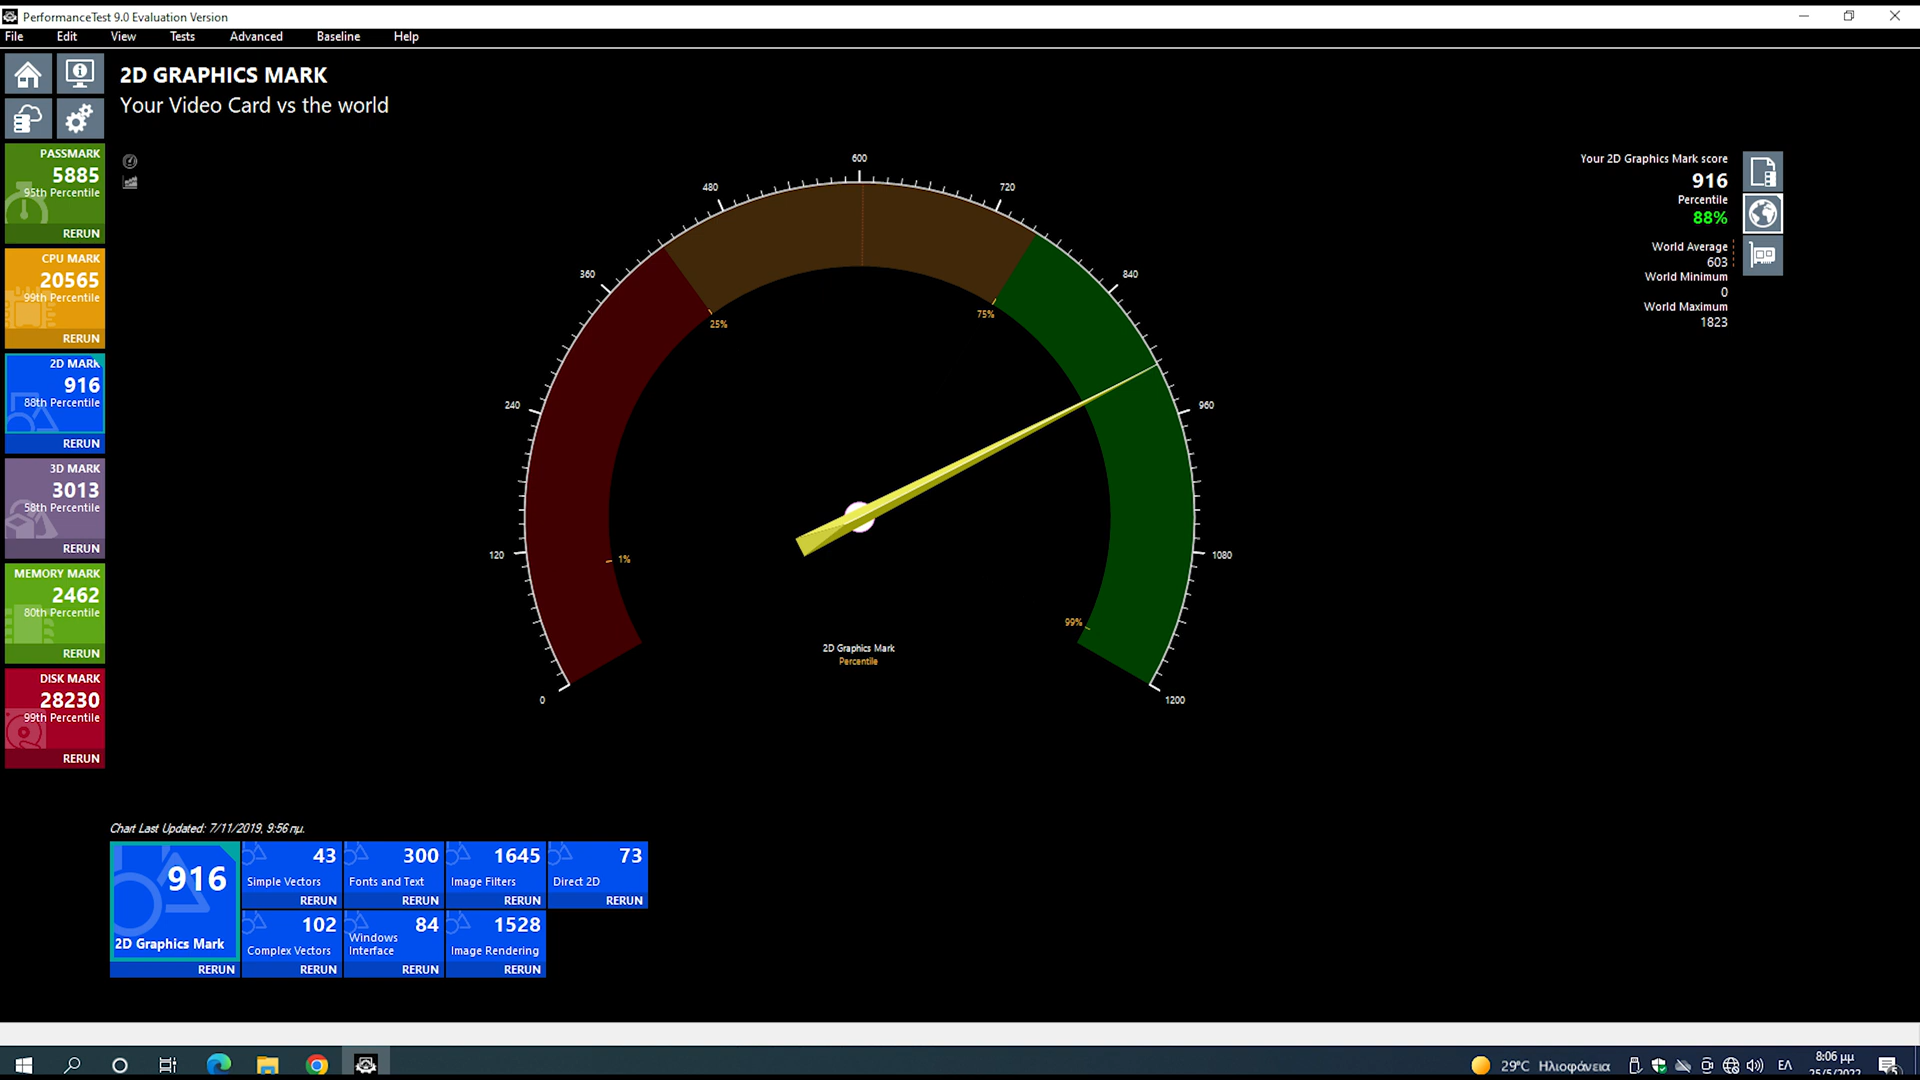 PerformanceTest 9.0 Evaluation Version
File Edit View Tests Advanced Baseline Help
2D GRAPHICS MARK
Your Video Card vs the world
PASSMARK
5885
95th Percentile
RERUN
CPU MARK
20565
99th Percentile
RERUN
2D MARK
916
88th Percentile
RERUN
3D MARK
3013
58th Percentile
RERUN
MEMORY MARK
2462
80th Percentile
RERUN
DISK MARK
28230
99th Percentile
RERUN
0
120
240
360
480
600
720
840
960
1080
1200
1%
25%
75%
99%
2D Graphics Mark
Percentile
Your 2D Graphics Mark score
916
Percentile
88%
World Average
603
World Minimum
0
World Maximum
1823
Chart Last Updated: 7/11/2019, 9:56 πμ.
916
2D Graphics Mark
RERUN
43
Simple Vectors
RERUN
300
Fonts and Text
RERUN
1645
Image Filters
RERUN
73
Direct 2D
RERUN
102
Complex Vectors
RERUN
84
Windows
Interface
RERUN
1528
Image Rendering
RERUN
29°C Ηλιοφάνεια
ΕΛ
8:06 μμ
25/5/2022
5